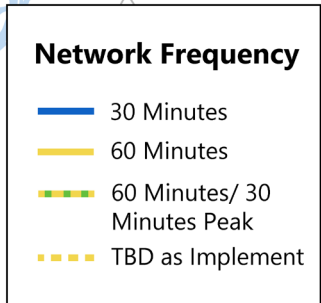 Network Frequency
30 Minutes
60 Minutes
60 Minutes/ 30
Minutes Peak
TBD as Implement